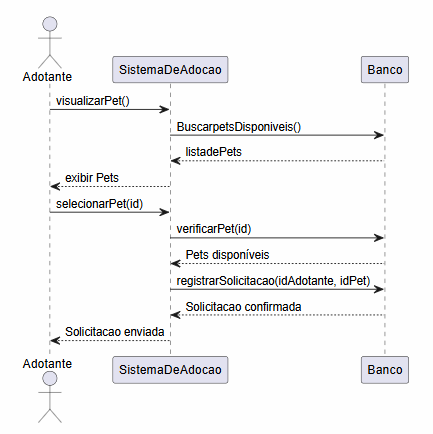 Adotante
SistemaDeAdocao
Banco
visualizarPet()
BuscarpetsDisponiveis()
listadePets
exibir Pets
selecionarPet(id)
verificarPet(id)
Pets disponíveis
registrarSolicitacao(idAdotante, idPet)
Solicitacao confirmada
Solicitacao enviada
Adotante
SistemaDeAdocao
Banco